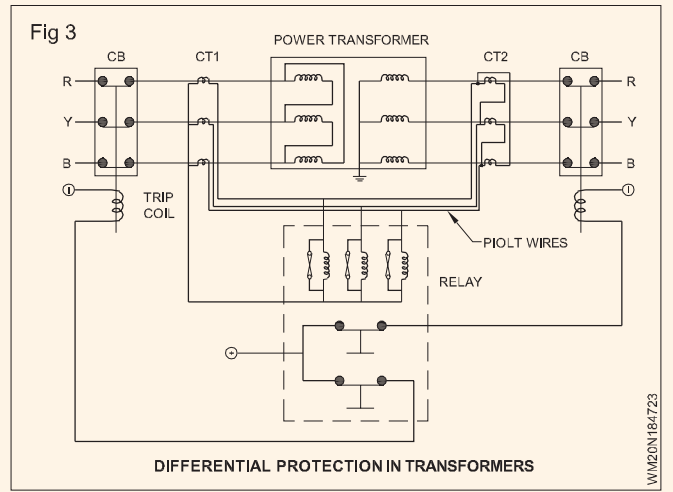 Fig 3
POWER TRANSFORMER
CB CT1 CT2 CB
R R
Y Y
B B
TRIP
COIL
PIOLT WIRES
RELAY
DIFFERENTIAL PROTECTION IN TRANSFORMERS
WM20N184723